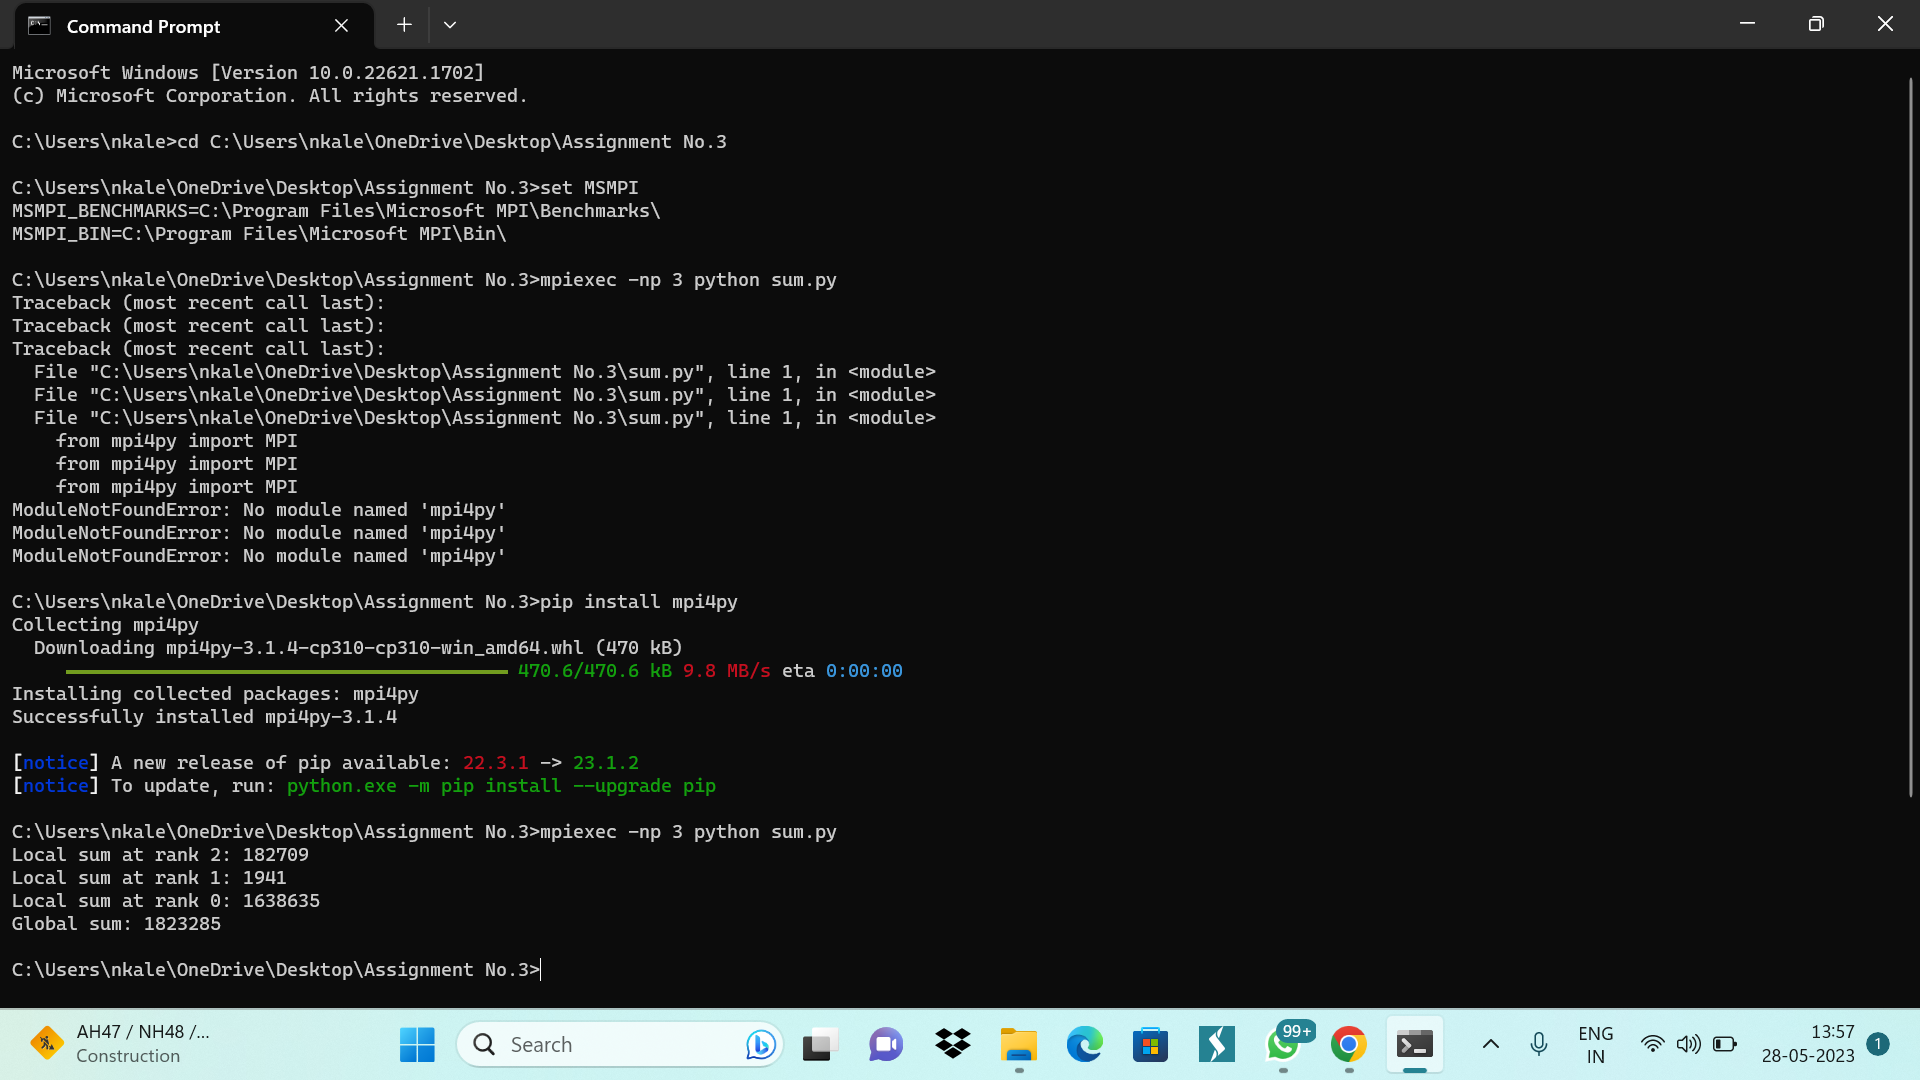 Command Prompt
Microsoft Windows [Version 10.0.22621.1702]
(c) Microsoft Corporation. All rights reserved.
C:\Users\nkale>cd C:\Users\nkale\OneDrive\Desktop\Assignment No.3
C:\Users\nkale\OneDrive\Desktop\Assignment No.3>set MSMPI
MSMPI_BENCHMARKS=C:\Program Files\Microsoft MPI\Benchmarks\
MSMPI_BIN=C:\Program Files\Microsoft MPI\Bin\
C:\Users\nkale\OneDrive\Desktop\Assignment No.3>mpiexec -np 3 python sum.py
Traceback (most recent call last):
Traceback (most recent call last):
Traceback (most recent call last):
  File "C:\Users\nkale\OneDrive\Desktop\Assignment No.3\sum.py", line 1, in <module>
  File "C:\Users\nkale\OneDrive\Desktop\Assignment No.3\sum.py", line 1, in <module>
  File "C:\Users\nkale\OneDrive\Desktop\Assignment No.3\sum.py", line 1, in <module>
    from mpi4py import MPI
    from mpi4py import MPI
    from mpi4py import MPI
ModuleNotFoundError: No module named 'mpi4py'
ModuleNotFoundError: No module named 'mpi4py'
ModuleNotFoundError: No module named 'mpi4py'
C:\Users\nkale\OneDrive\Desktop\Assignment No.3>pip install mpi4py
Collecting mpi4py
  Downloading mpi4py-3.1.4-cp310-cp310-win_amd64.whl (470 kB)
470.6/470.6 kB 9.8 MB/s eta 0:00:00
Installing collected packages: mpi4py
Successfully installed mpi4py-3.1.4
[notice] A new release of pip available: 22.3.1 -> 23.1.2
[notice] To update, run: python.exe -m pip install --upgrade pip
C:\Users\nkale\OneDrive\Desktop\Assignment No.3>mpiexec -np 3 python sum.py
Local sum at rank 2: 182709
Local sum at rank 1: 1941
Local sum at rank 0: 1638635
Global sum: 1823285
C:\Users\nkale\OneDrive\Desktop\Assignment No.3>
AH47 / NH48 /...
Construction
Search
99+
ENG
IN
13:57
28-05-2023
1